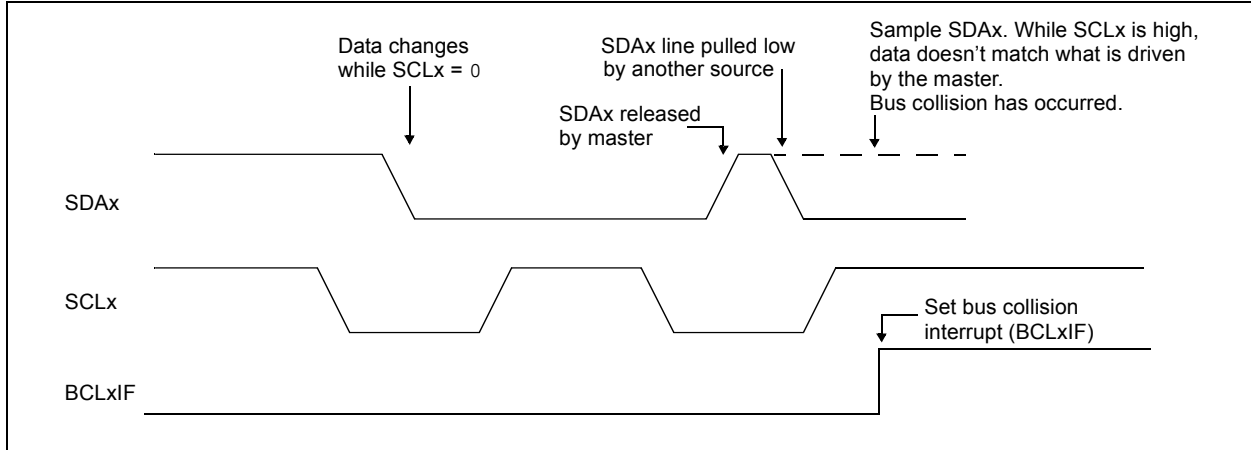 Data changes
while SCLx = 0
SDAx line pulled low
by another source
Sample SDAx. While SCLx is high,
data doesn’t match what is driven
by the master.
Bus collision has occurred.
SDAx released
by master
SDAx
SCLx
Set bus collision
interrupt (BCLxIF)
BCLxIF